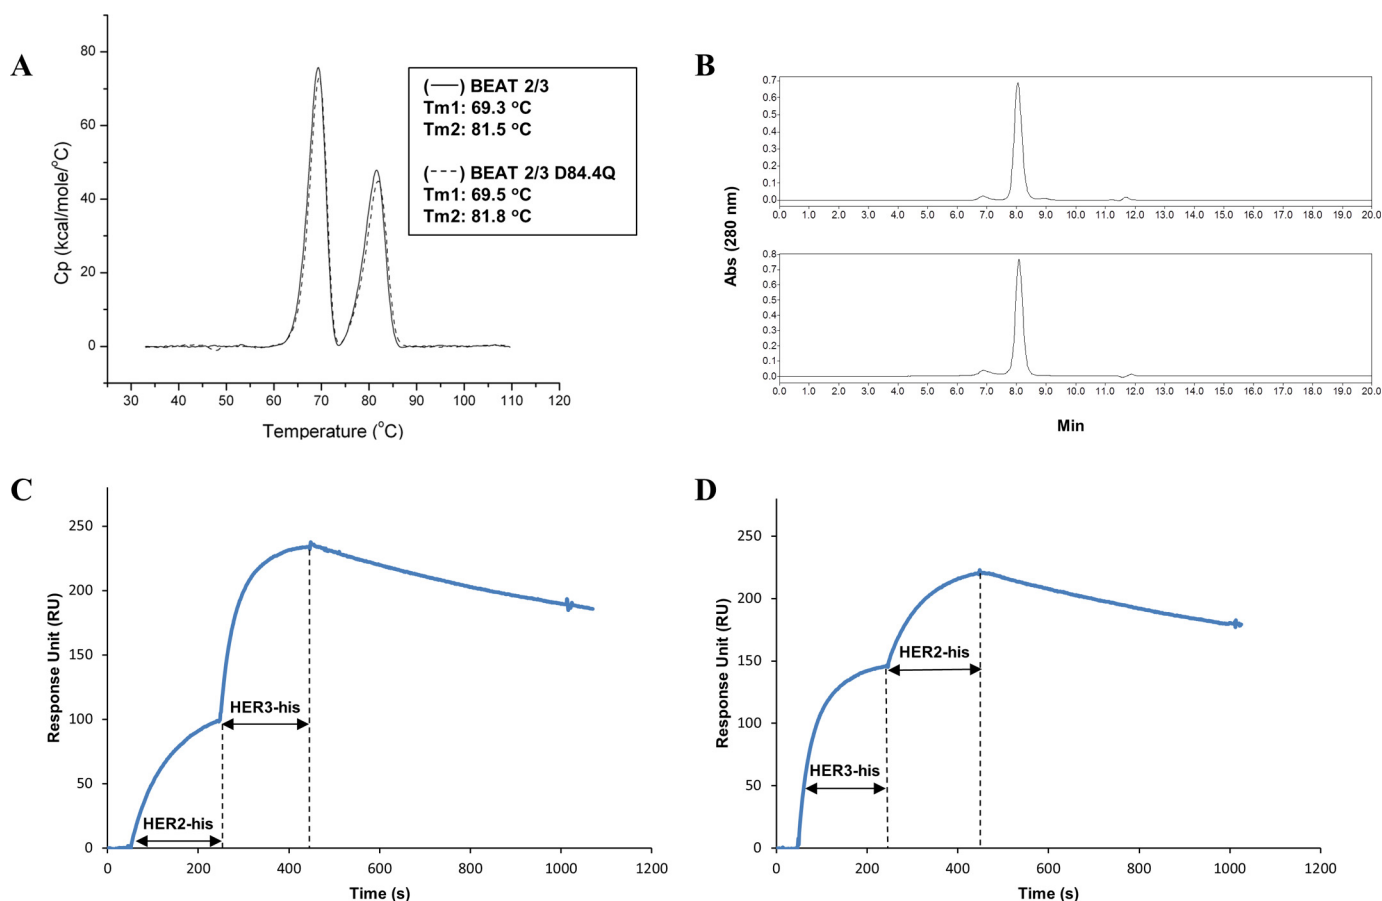 A
80
60
40
20
0
Cp (kcal/mole/°C)
30 40 50 60 70 80 90 100 110 120
Temperature (°C)
(—) BEAT 2/3
Tm1: 69.3 °C
Tm2: 81.5 °C
(---) BEAT 2/3 D84.4Q
Tm1: 69.5 °C
Tm2: 81.8 °C
B
Abs (280 nm)
0.7
0.6
0.5
0.4
0.3
0.2
0.1
0.0
0.0 1.0 2.0 3.0 4.0 5.0 6.0 7.0 8.0 9.0 10.0 11.0 12.0 13.0 14.0 15.0 16.0 17.0 18.0 19.0 20.0
0.8
0.7
0.6
0.5
0.4
0.3
0.2
0.1
0.0
0.0 1.0 2.0 3.0 4.0 5.0 6.0 7.0 8.0 9.0 10.0 11.0 12.0 13.0 14.0 15.0 16.0 17.0 18.0 19.0 20.0
Min
C
Response Unit (RU)
250
200
150
100
50
0
HER3-his
HER2-his
0 200 400 600 800 1000 1200
Time (s)
D
Response Unit (RU)
250
200
150
100
50
0
HER2-his
HER3-his
0 200 400 600 800 1000 1200
Time (s)